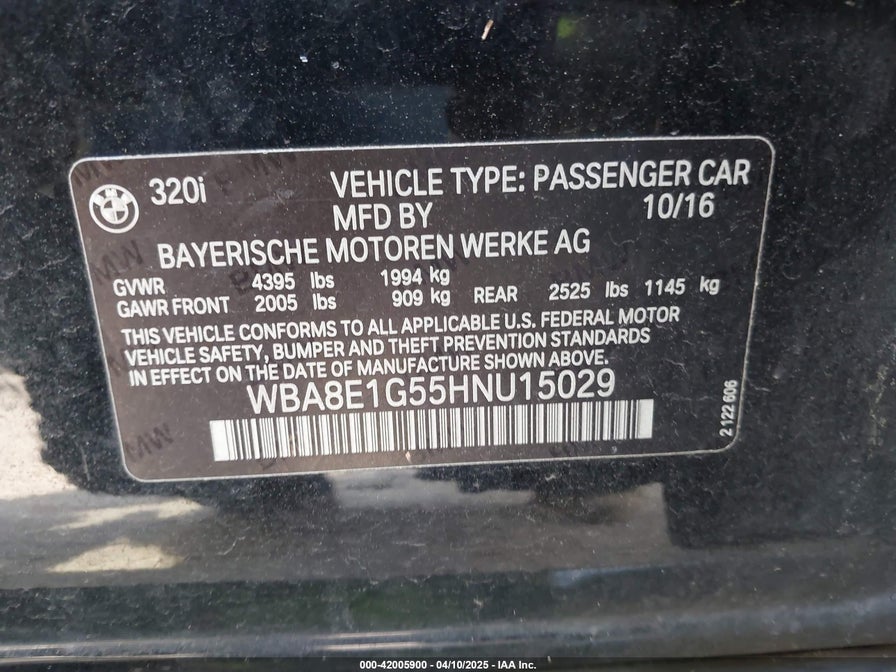 320i VEHICLE TYPE: PASSENGER CAR
MFD BY 10/16
BAYERISCHE MOTOREN WERKE AG
GVWR 4395 lbs 1994 kg
GAWR FRONT 2005 lbs 909 kg REAR 2525 lbs 1145 kg
THIS VEHICLE CONFORMS TO ALL APPLICABLE U.S. FEDERAL MOTOR
VEHICLE SAFETY, BUMPER AND THEFT PREVENTION STANDARDS
IN EFFECT ON THE DATE OF MANUFACTURE SHOWN ABOVE.
WBA8E1G55HNU15029
2 122 606
000-42005900 - 04/10/2025 - IAA Inc.